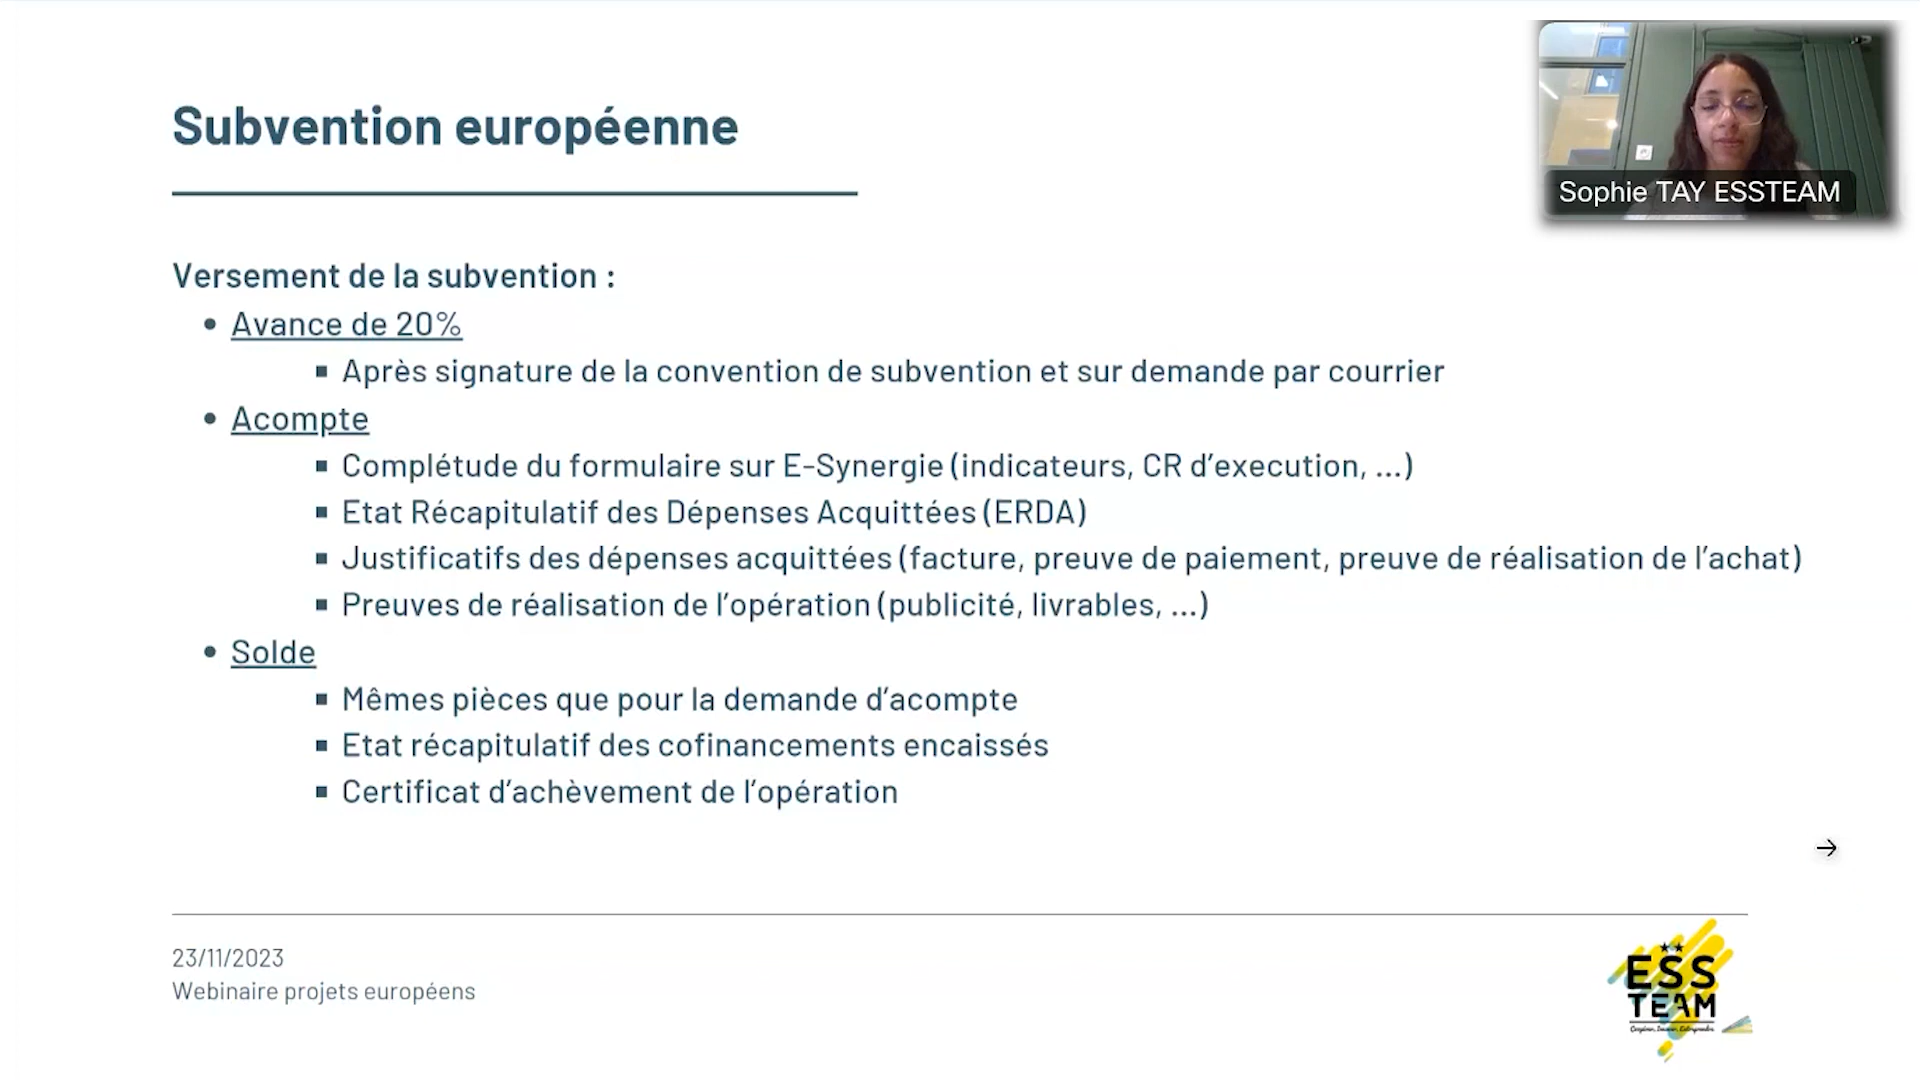 Subvention européenne
Sophie TAY ESSTEAM
Versement de la subvention :
• Avance de 20%
▪ Après signature de la convention de subvention et sur demande par courrier
• Acompte
▪ Complétude du formulaire sur E-Synergie (indicateurs, CR d’execution, ...)
▪ Etat Récapitulatif des Dépenses Acquittées (ERDA)
▪ Justificatifs des dépenses acquittées (facture, preuve de paiement, preuve de réalisation de l’achat)
▪ Preuves de réalisation de l’opération (publicité, livrables, ...)
• Solde
▪ Mêmes pièces que pour la demande d’acompte
▪ Etat récapitulatif des cofinancements encaissés
▪ Certificat d’achèvement de l’opération
23/11/2023
Webinaire projets européens
ESS
TEAM